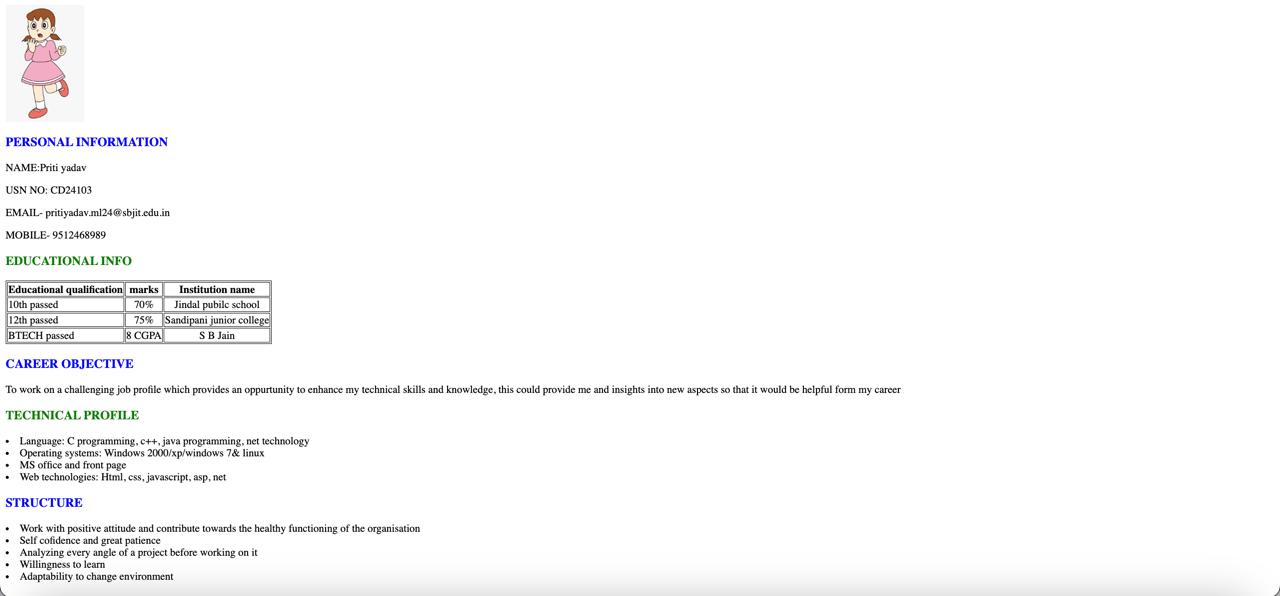 PERSONAL INFORMATION
NAME:Priti yadav
USN NO: CD24103
EMAIL- pritiyadav.ml24@sbjit.edu.in
MOBILE- 9512468989
EDUCATIONAL INFO
Educational qualification marks Institution name
10th passed 70% Jindal pubilc school
12th passed 75% Sandipani junior college
BTECH passed 8 CGPA S B Jain
CAREER OBJECTIVE
To work on a challenging job profile which provides an oppurtunity to enhance my technical skills and knowledge, this could provide me and insights into new aspects so that it would be helpful form my career
TECHNICAL PROFILE
• Language: C programming, c++, java programming, net technology
• Operating systems: Windows 2000/xp/windows 7& linux
• MS office and front page
• Web technologies: Html, css, javascript, asp, net
STRUCTURE
• Work with positive attitude and contribute towards the healthy functioning of the organisation
• Self cofidence and great patience
• Analyzing every angle of a project before working on it
• Willingness to learn
• Adaptability to change environment